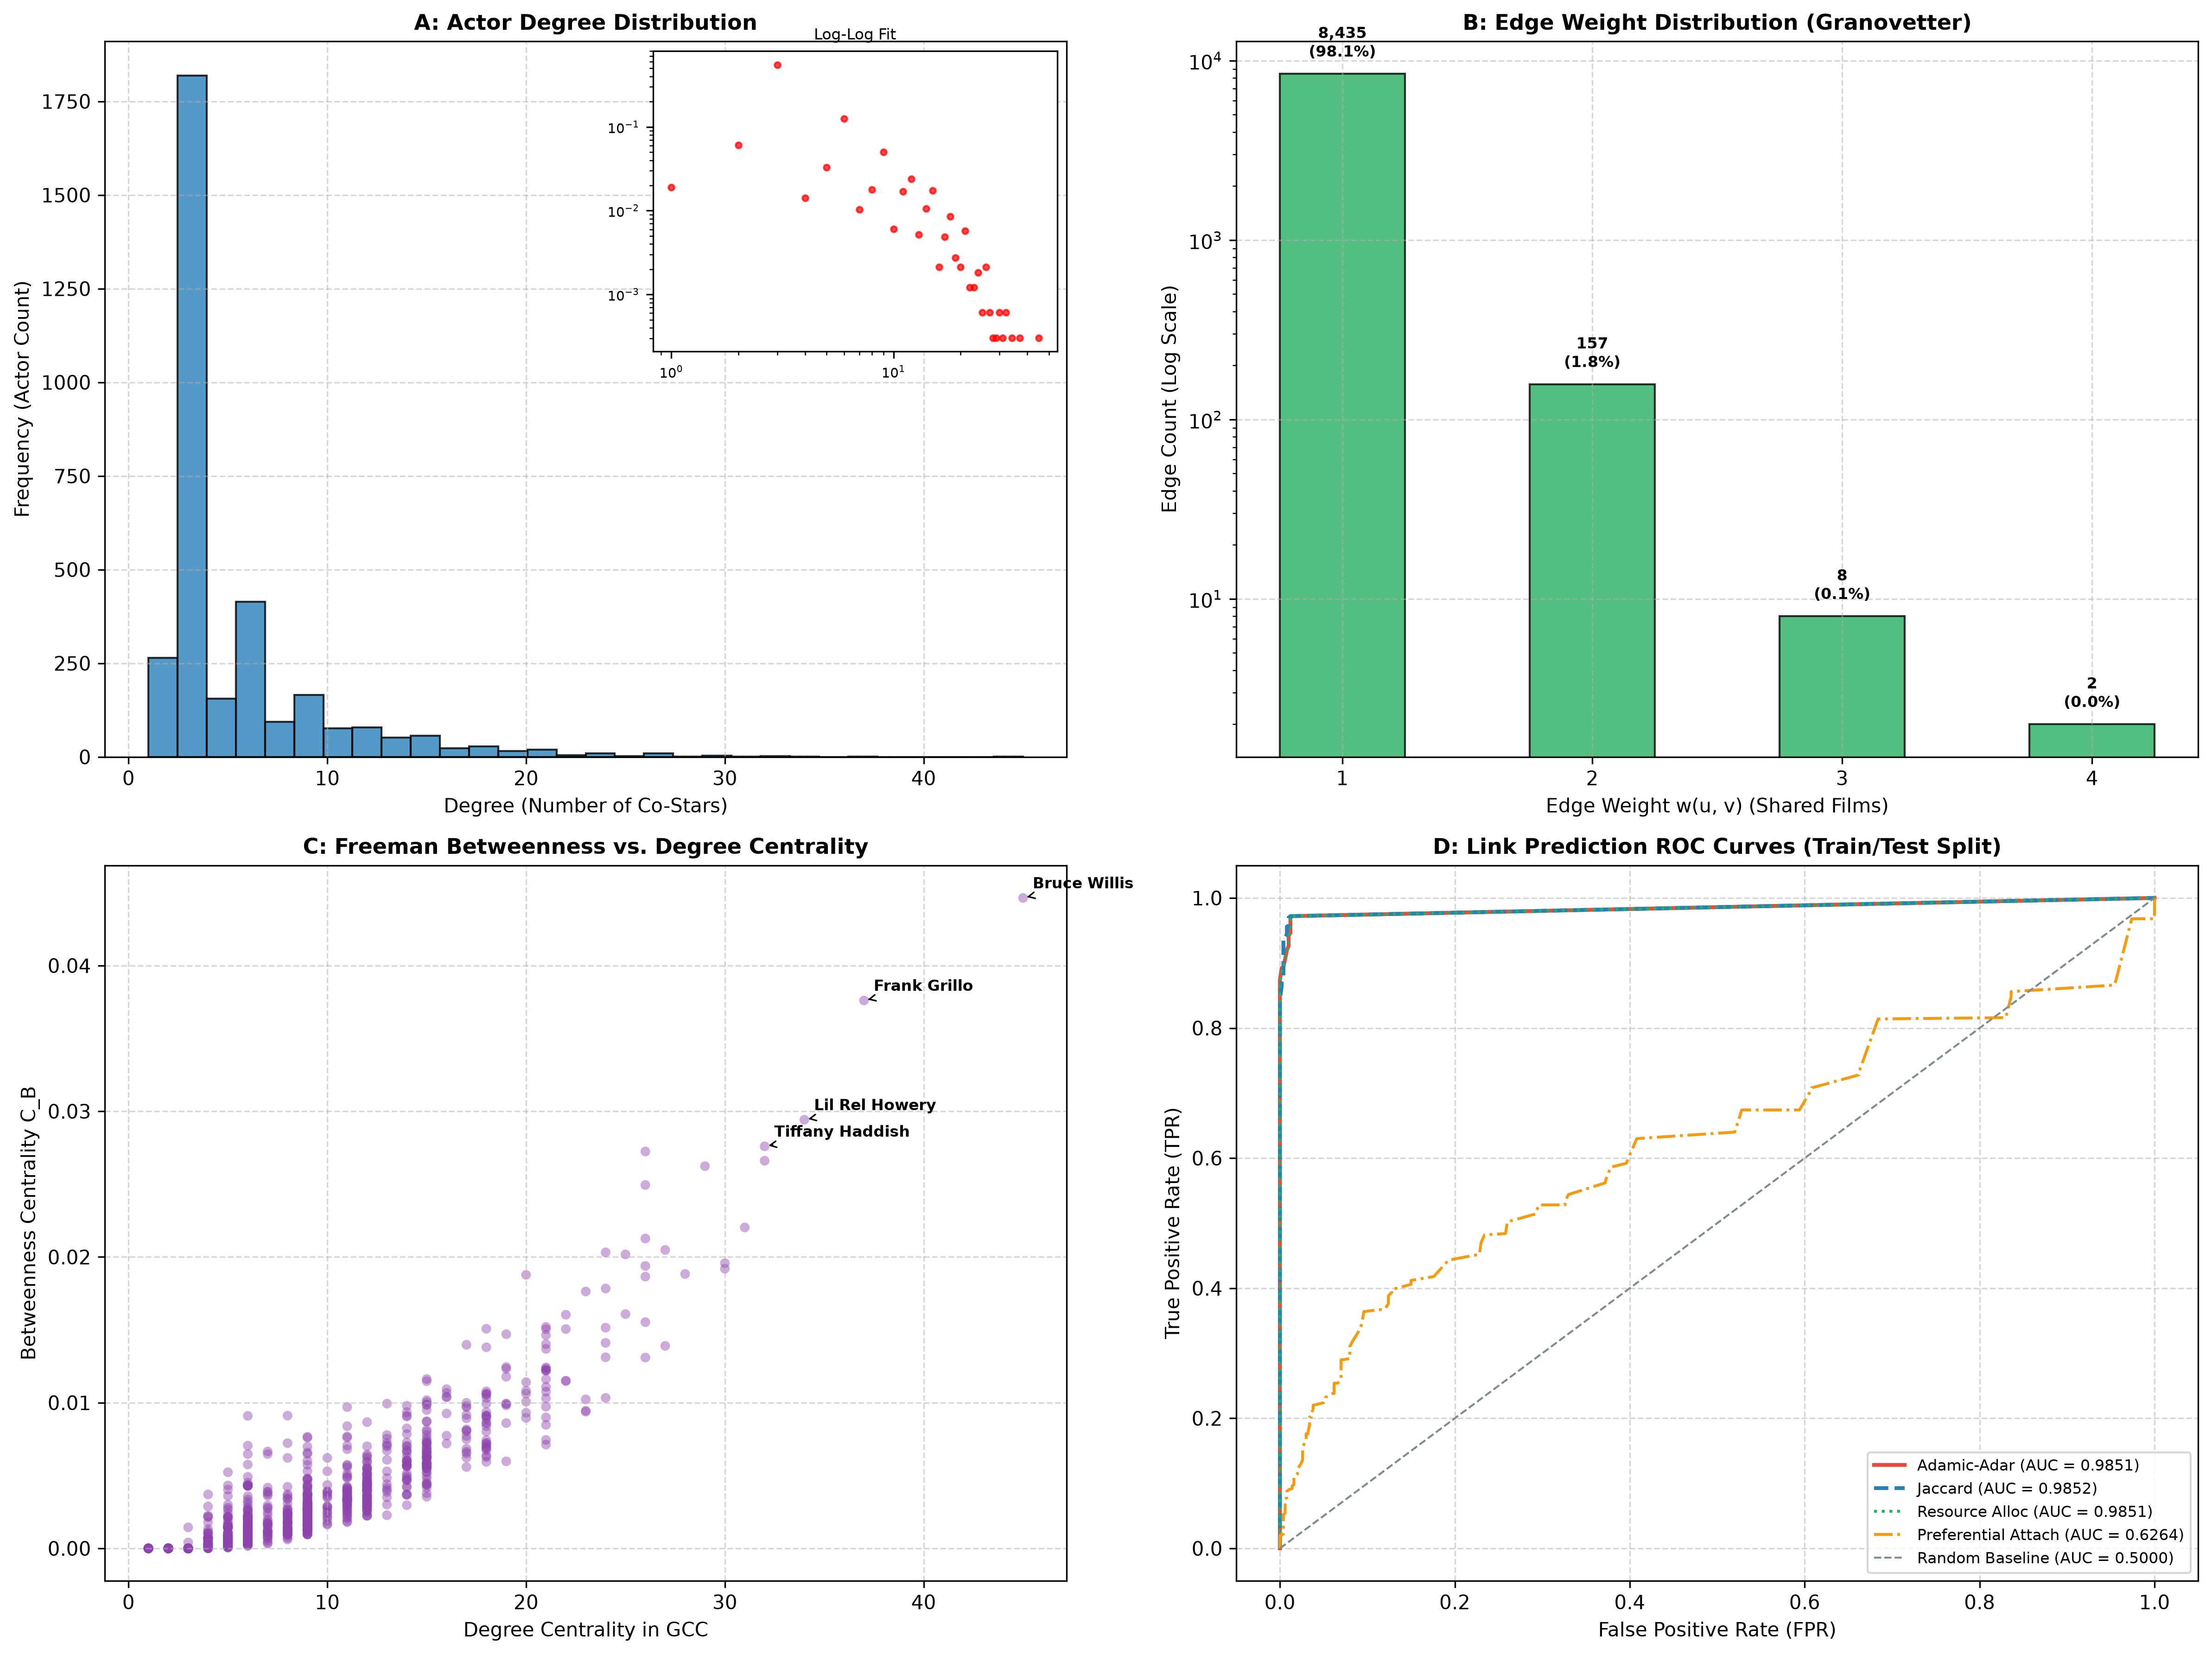 A: Actor Degree Distribution
Log-Log Fit
Frequency (Actor Count)
1750
1500
1250
1000
750
500
250
0
10⁻¹
10⁻²
10⁻³
10⁰
10¹
0
10
20
30
40
Degree (Number of Co-Stars)
B: Edge Weight Distribution (Granovetter)
Edge Count (Log Scale)
10⁴
10³
10²
10¹
8,435
(98.1%)
157
(1.8%)
8
(0.1%)
2
(0.0%)
1
2
3
4
Edge Weight w(u, v) (Shared Films)
C: Freeman Betweenness vs. Degree Centrality
Betweenness Centrality C_B
0.04
0.03
0.02
0.01
0.00
Bruce Willis
Frank Grillo
Lil Rel Howery
Tiffany Haddish
0
10
20
30
40
Degree Centrality in GCC
D: Link Prediction ROC Curves (Train/Test Split)
True Positive Rate (TPR)
1.0
0.8
0.6
0.4
0.2
0.0
Adamic-Adar (AUC = 0.9851)
Jaccard (AUC = 0.9852)
Resource Alloc (AUC = 0.9851)
Preferential Attach (AUC = 0.6264)
Random Baseline (AUC = 0.5000)
0.0
0.2
0.4
0.6
0.8
1.0
False Positive Rate (FPR)